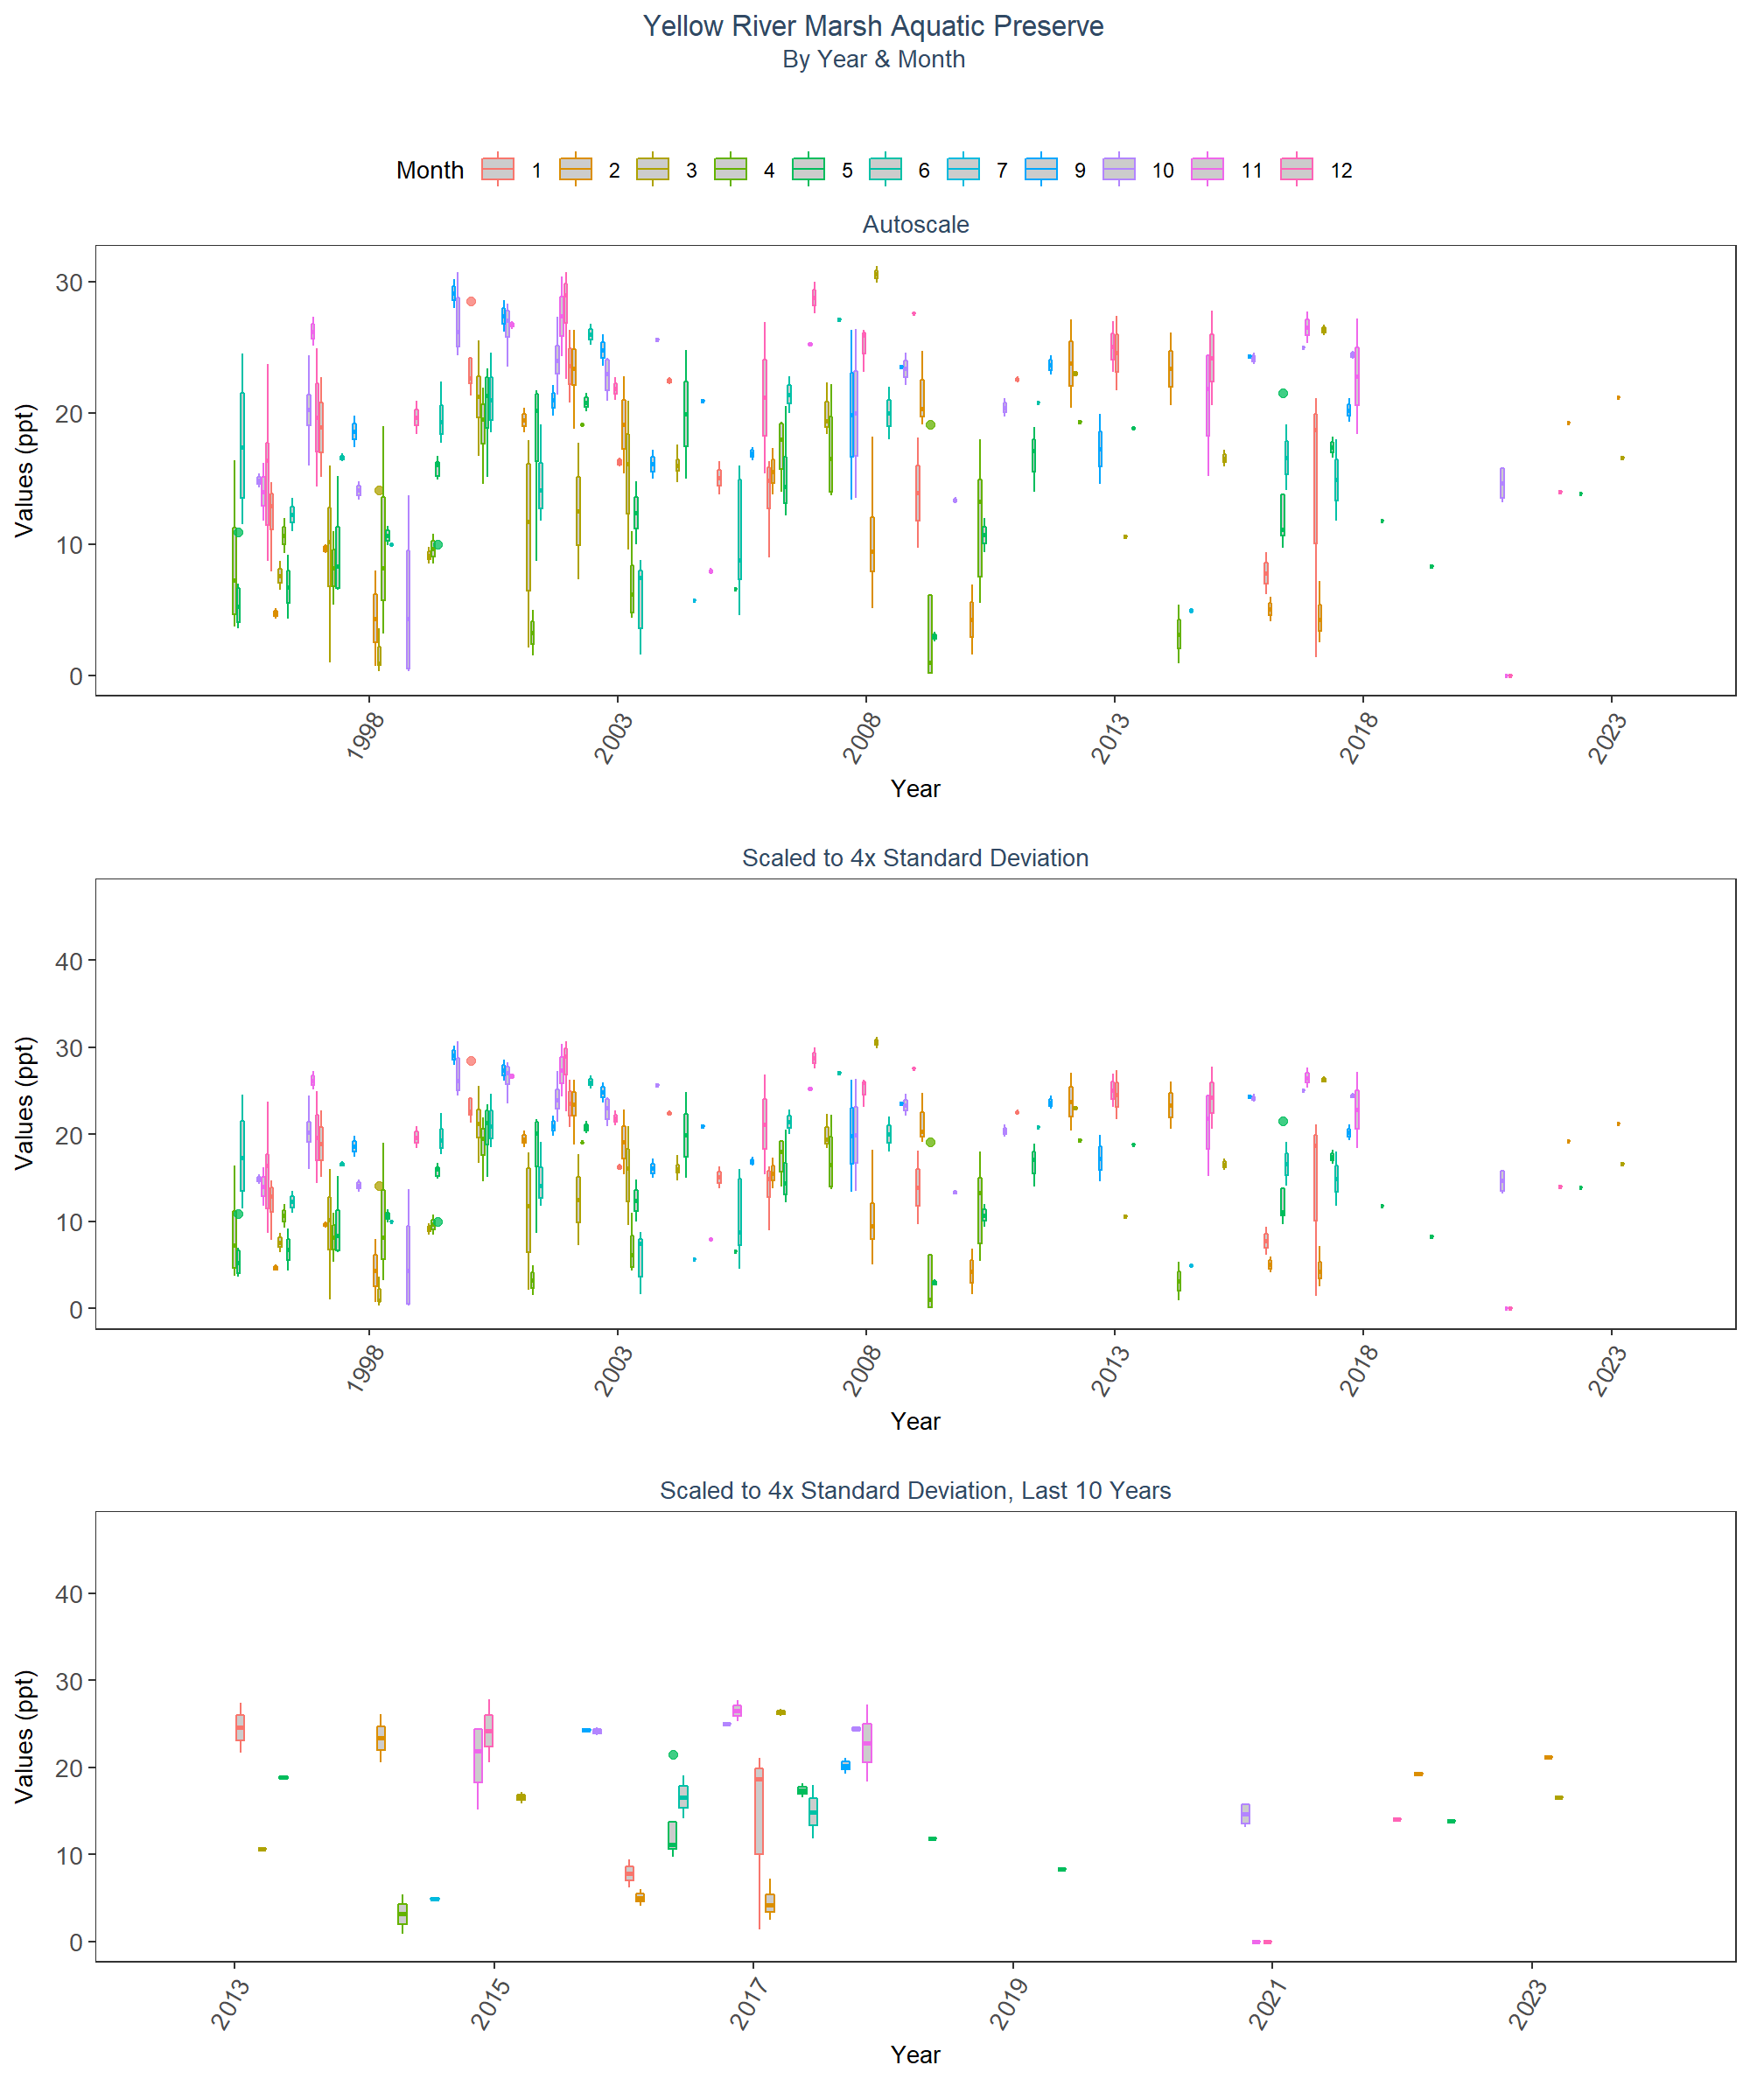 Yellow River Marsh Aquatic Preserve
By Year & Month
Month 1 2 3 4 5 6 7 9 10 11 12
Autoscale
Values (ppt)
30
20
10
0
1998 2003 2008 2013 2018 2023
Year
Scaled to 4x Standard Deviation
Values (ppt)
40
30
20
10
0
1998 2003 2008 2013 2018 2023
Year
Scaled to 4x Standard Deviation, Last 10 Years
Values (ppt)
40
30
20
10
0
2013 2015 2017 2019 2021 2023
Year